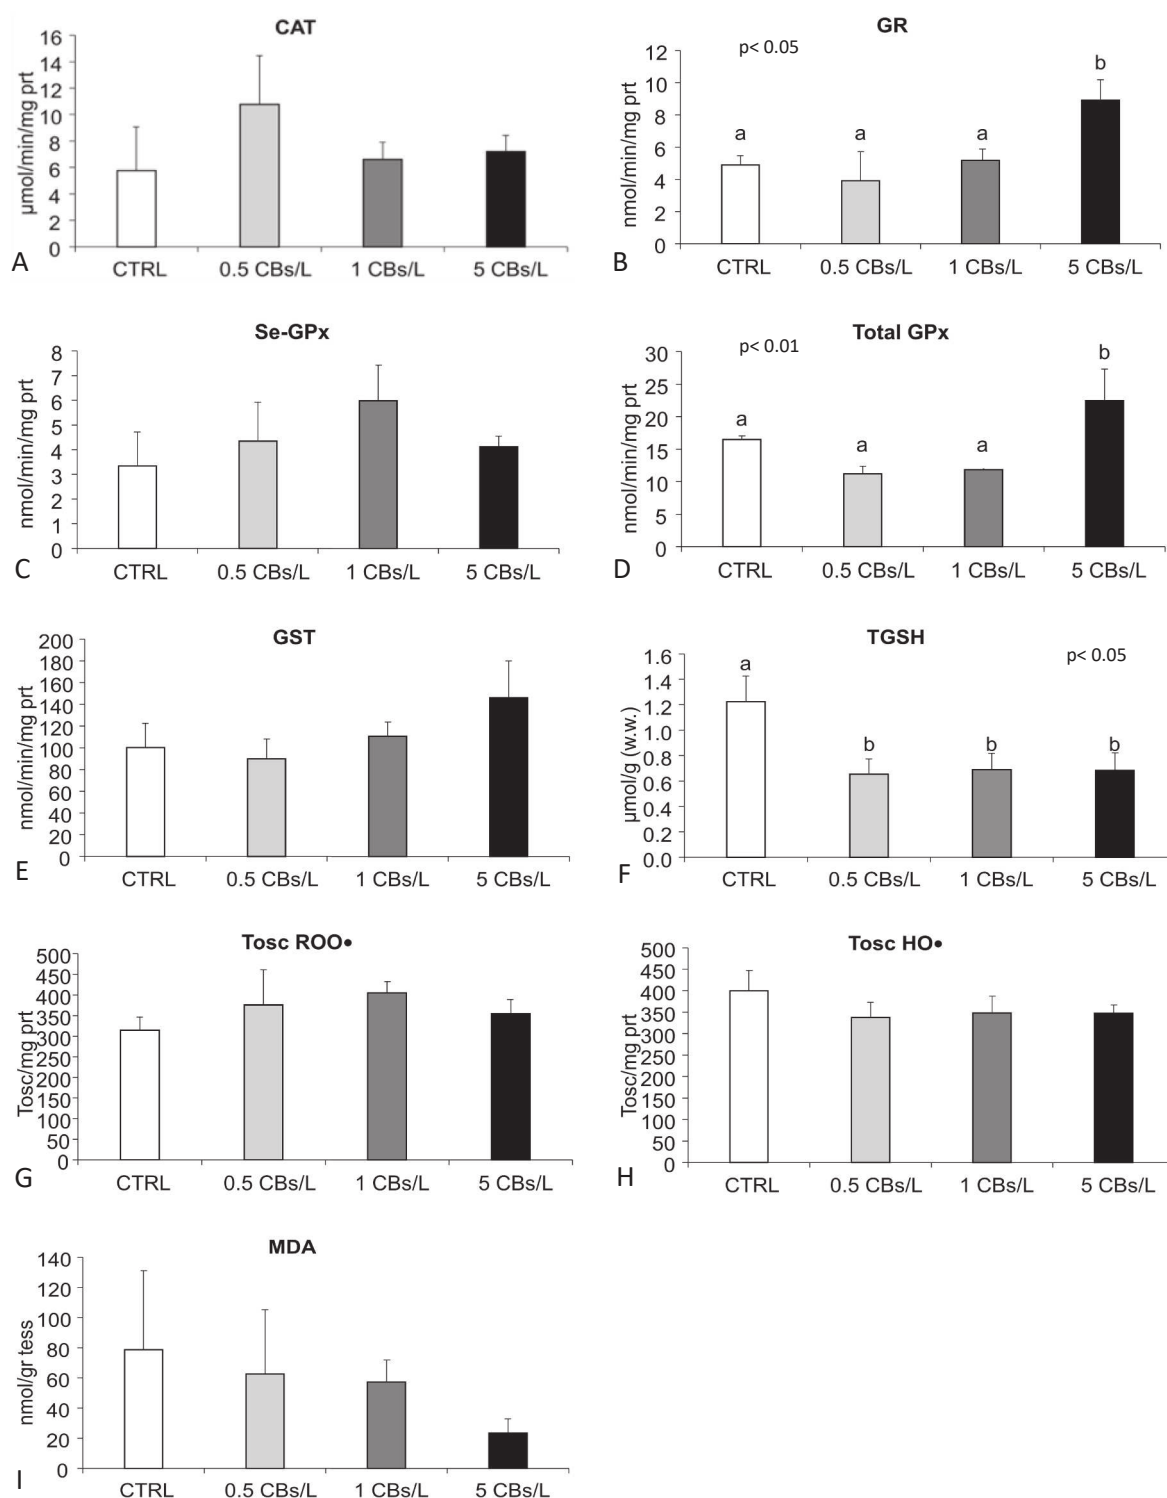 CAT
µmol/min/mg prt
16
14
12
10
8
6
4
2
0
CTRL 0.5 CBs/L 1 CBs/L 5 CBs/L
A
GR
p< 0.05
nmol/min/mg prt
12
10
8
6
4
2
0
a a a b
CTRL 0.5 CBs/L 1 CBs/L 5 CBs/L
B
Se-GPx
nmol/min/mg prt
8
7
6
5
4
3
2
1
0
CTRL 0.5 CBs/L 1 CBs/L 5 CBs/L
C
Total GPx
p< 0.01
nmol/min/mg prt
30
25
20
15
10
5
0
a a a b
CTRL 0.5 CBs/L 1 CBs/L 5 CBs/L
D
GST
nmol/min/mg prt
200
180
160
140
120
100
80
60
40
20
0
CTRL 0.5 CBs/L 1 CBs/L 5 CBs/L
E
TGSH
p< 0.05
µmol/g (w.w.)
1.6
1.4
1.2
1.0
0.8
0.6
0.4
0.2
0.0
a b b b
CTRL 0.5 CBs/L 1 CBs/L 5 CBs/L
F
Tosc ROO•
Tosc/mg prt
500
450
400
350
300
250
200
150
100
50
0
CTRL 0.5 CBs/L 1 CBs/L 5 CBs/L
G
Tosc HO•
Tosc/mg prt
500
450
400
350
300
250
200
150
100
50
0
CTRL 0.5 CBs/L 1 CBs/L 5 CBs/L
H
MDA
nmol/gr tess
140
120
100
80
60
40
20
0
CTRL 0.5 CBs/L 1 CBs/L 5 CBs/L
I